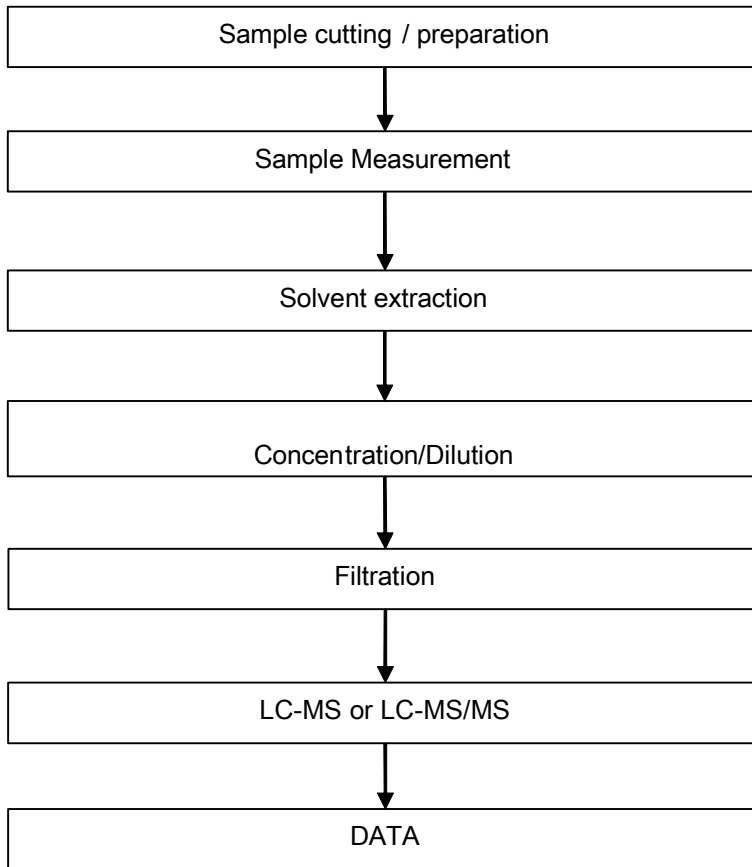 Sample cutting / preparation
Sample Measurement
Solvent extraction
Concentration/Dilution
Filtration
LC-MS or LC-MS/MS
DATA